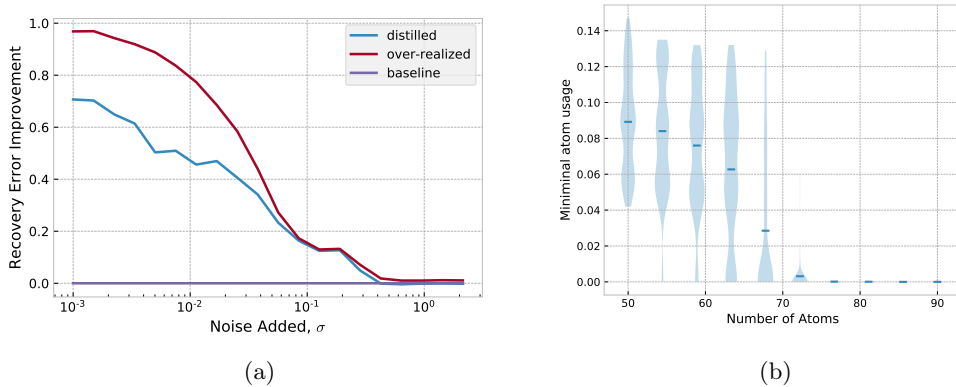 Recovery Error Improvement
1.0
0.8
0.6
0.4
0.2
0.0
distilled
over-realized
baseline
10⁻³
10⁻²
10⁻¹
10⁰
Noise Added, σ
(a)
Miniminal atom usage
0.14
0.12
0.10
0.08
0.06
0.04
0.02
0.00
50 60 70 80 90
Number of Atoms
(b)